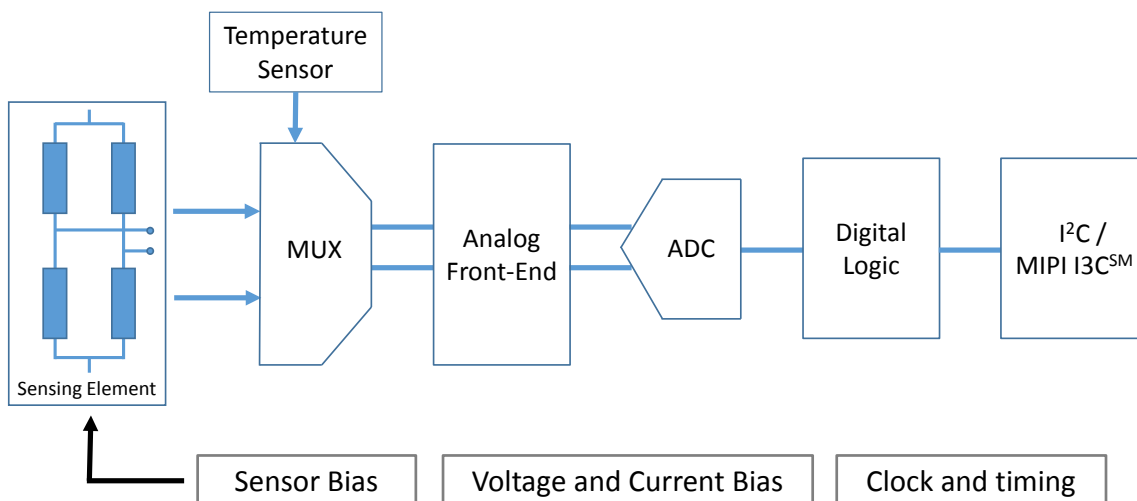 Temperature
Sensor
Sensing Element
MUX
Analog
Front-End
ADC
Digital
Logic
I²C /
MIPI I3Cˢᴹ
Sensor Bias
Voltage and Current Bias
Clock and timing